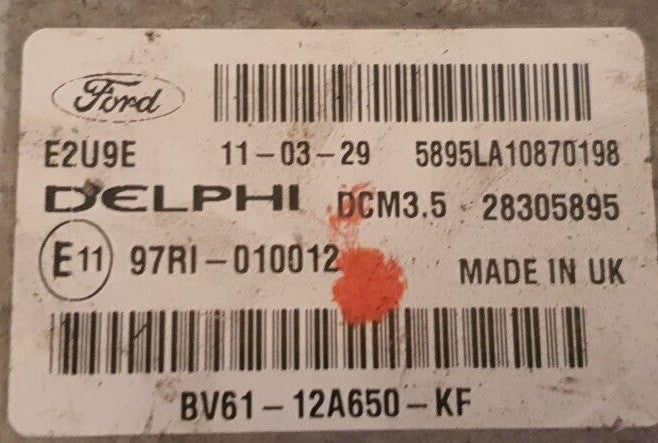 Ford
E2U9E 11-03-29 5895LA10870198
DELPHI DCM3.5 28305895
E11 97RI-010012 MADE IN UK
BV61-12A650-KF